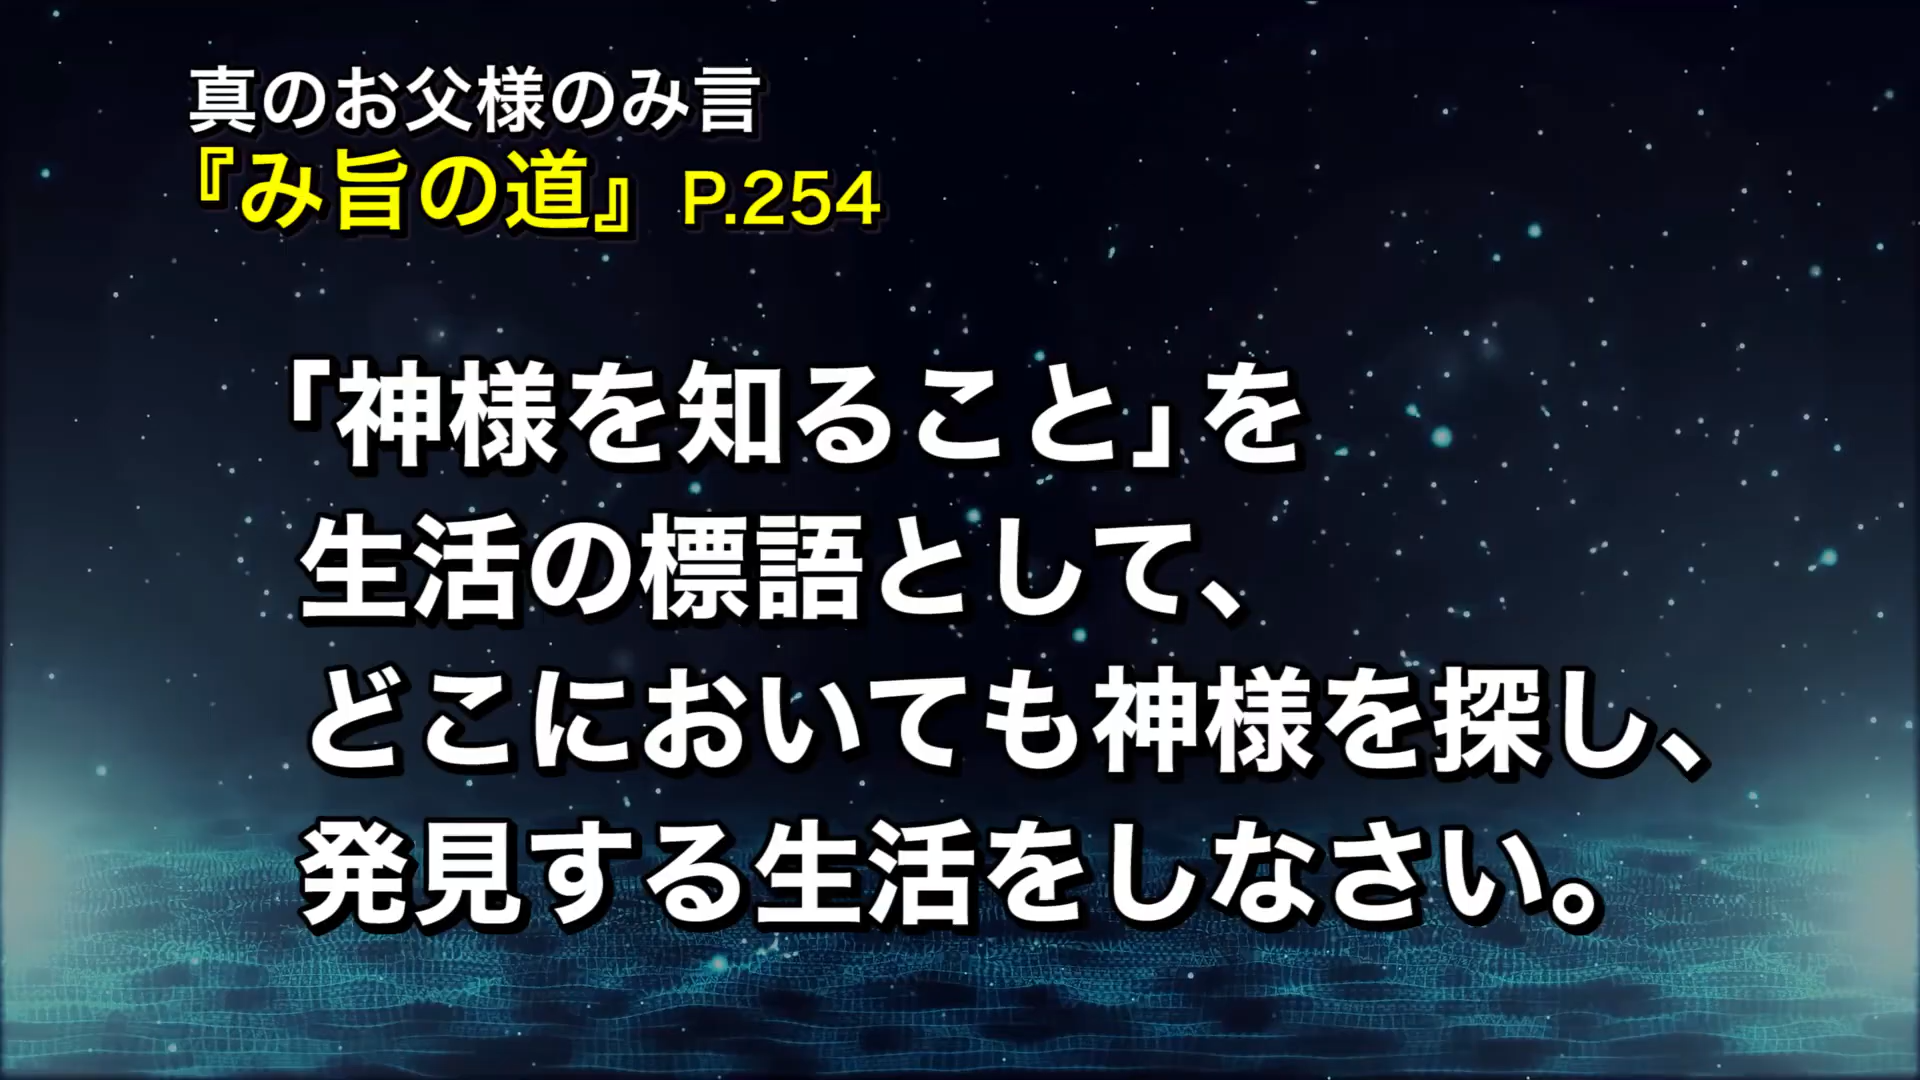 真のお父様のみ言
『み旨の道』 P.254
「神様を知ること」を
生活の標語として、
どこにおいても神様を探し、
発見する生活をしなさい。